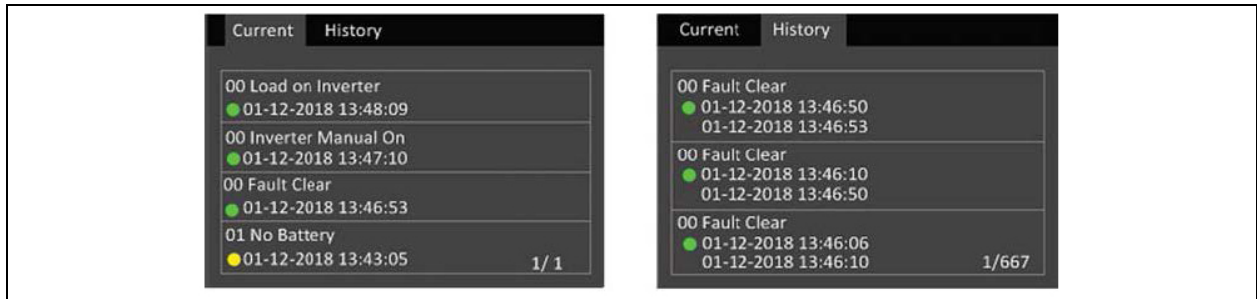 Current History
00 Load on Inverter
01-12-2018 13:48:09
00 Inverter Manual On
01-12-2018 13:47:10
00 Fault Clear
01-12-2018 13:46:53
01 No Battery
01-12-2018 13:43:05 1/ 1
Current History
00 Fault Clear
01-12-2018 13:46:50
01-12-2018 13:46:53
00 Fault Clear
01-12-2018 13:46:10
01-12-2018 13:46:50
00 Fault Clear
01-12-2018 13:46:06
01-12-2018 13:46:10 1/667